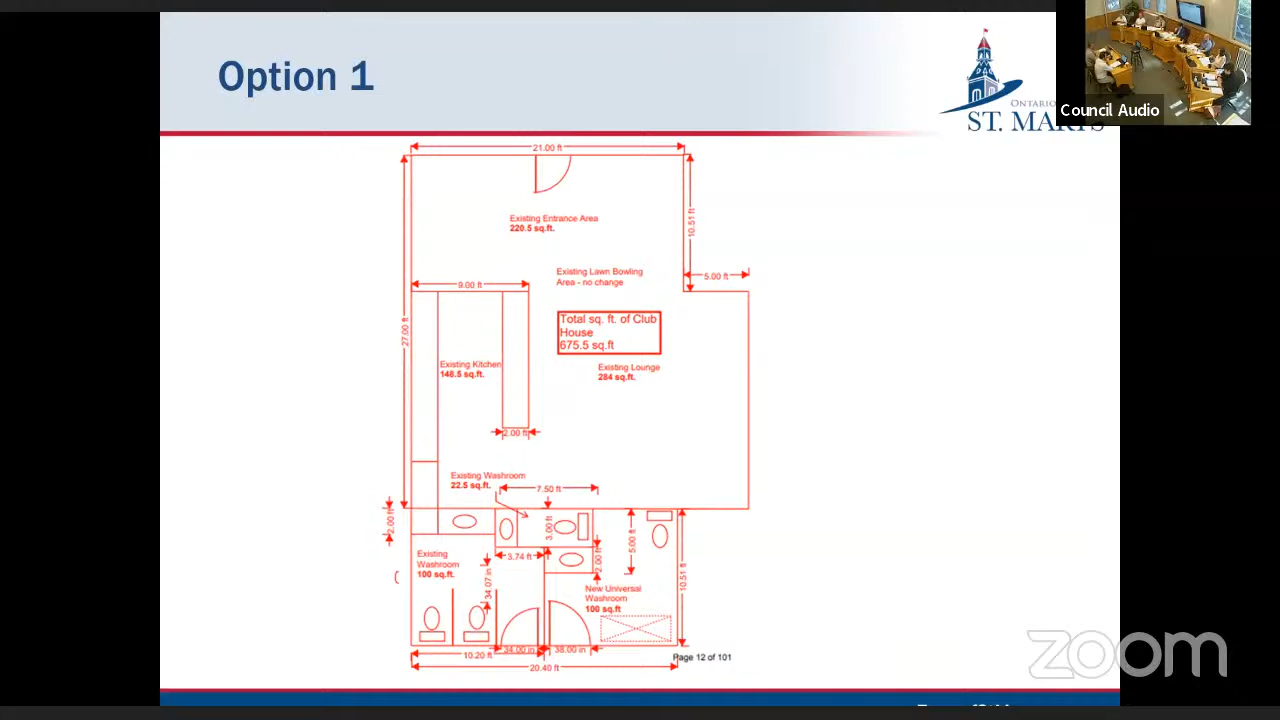 Option 1
ONTARIO
ST. MARYS
Council Audio
21.00 ft
Existing Entrance Area
220.5 sq.ft.
10.51 ft
Existing Lawn Bowling
Area - no change
5.00 ft
9.00 ft
27.00 ft
Total sq. ft. of Club
House
675.5 sq.ft
Existing Kitchen
148.5 sq.ft.
Existing Lounge
284 sq.ft.
2.00 ft
Existing Washroom
22.5 sq.ft.
7.50 ft
2.00 ft
3.00 ft
5.00 ft
3.74 ft
2.00 ft
Existing
Washroom
100 sq.ft.
34.07 in
10.51 ft
New Universal
Washroom
100 sq.ft
34.00 in
38.00 in
10.20 ft
20.40 ft
Page 12 of 101
zoom